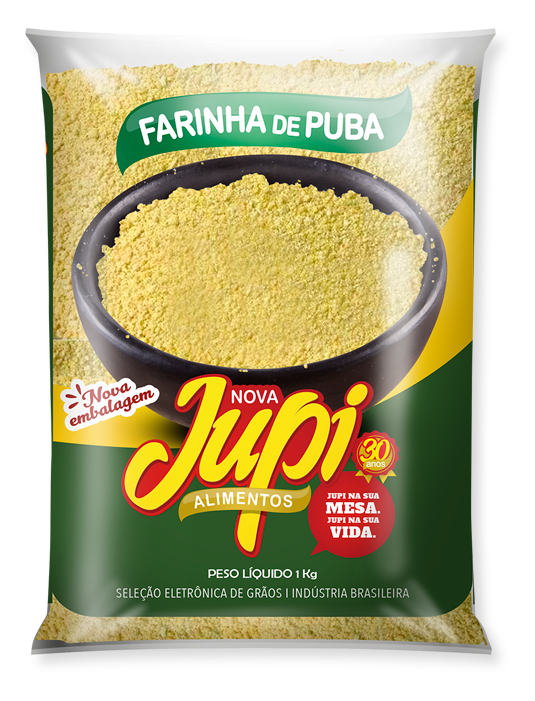 FARINHA DE PUBA
Nova
embalagem
NOVA
Jupi
ALIMENTOS
30
anos
JUPI NA SUA
MESA.
JUPI NA SUA
VIDA.
PESO LÍQUIDO 1 Kg
SELEÇÃO ELETRÔNICA DE GRÃOS I INDÚSTRIA BRASILEIRA